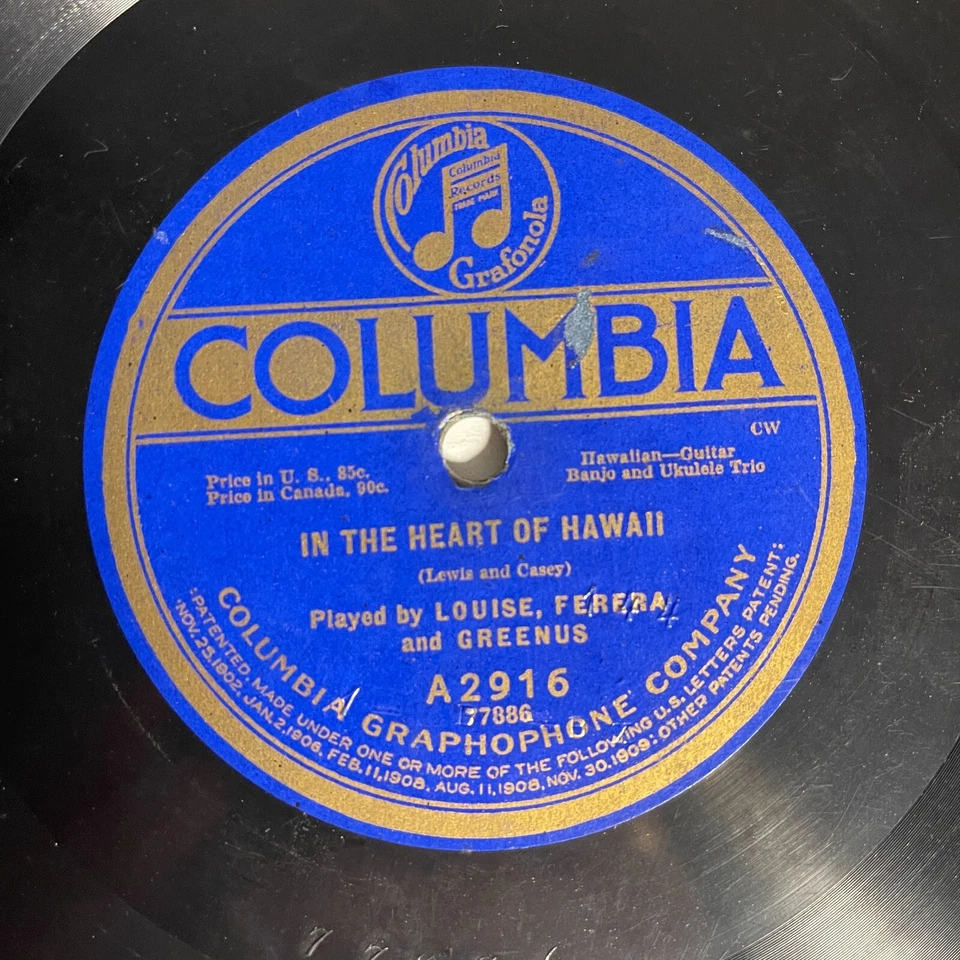 Columbia
Columbia
Records
TRADE MARK
Grafonola
COLUMBIA
CW
Price in U. S., 85c.
Price in Canada, 90c.
Hawaiian—Guitar
Banjo and Ukulele Trio
IN THE HEART OF HAWAII
(Lewis and Casey)
Played by LOUISE, FERERA
and GREENUS
A2916
77886
COLUMBIA GRAPHOPHONE COMPANY
:PATENTED. MADE UNDER ONE OR MORE OF THE FOLLOWING U.S. LETTERS PATENT:
NOV. 25, 1902, JAN. 2, 1906, FEB. 11, 1908, AUG. 11, 1908, NOV. 30. 1909: OTHER PATENTS PENDING.